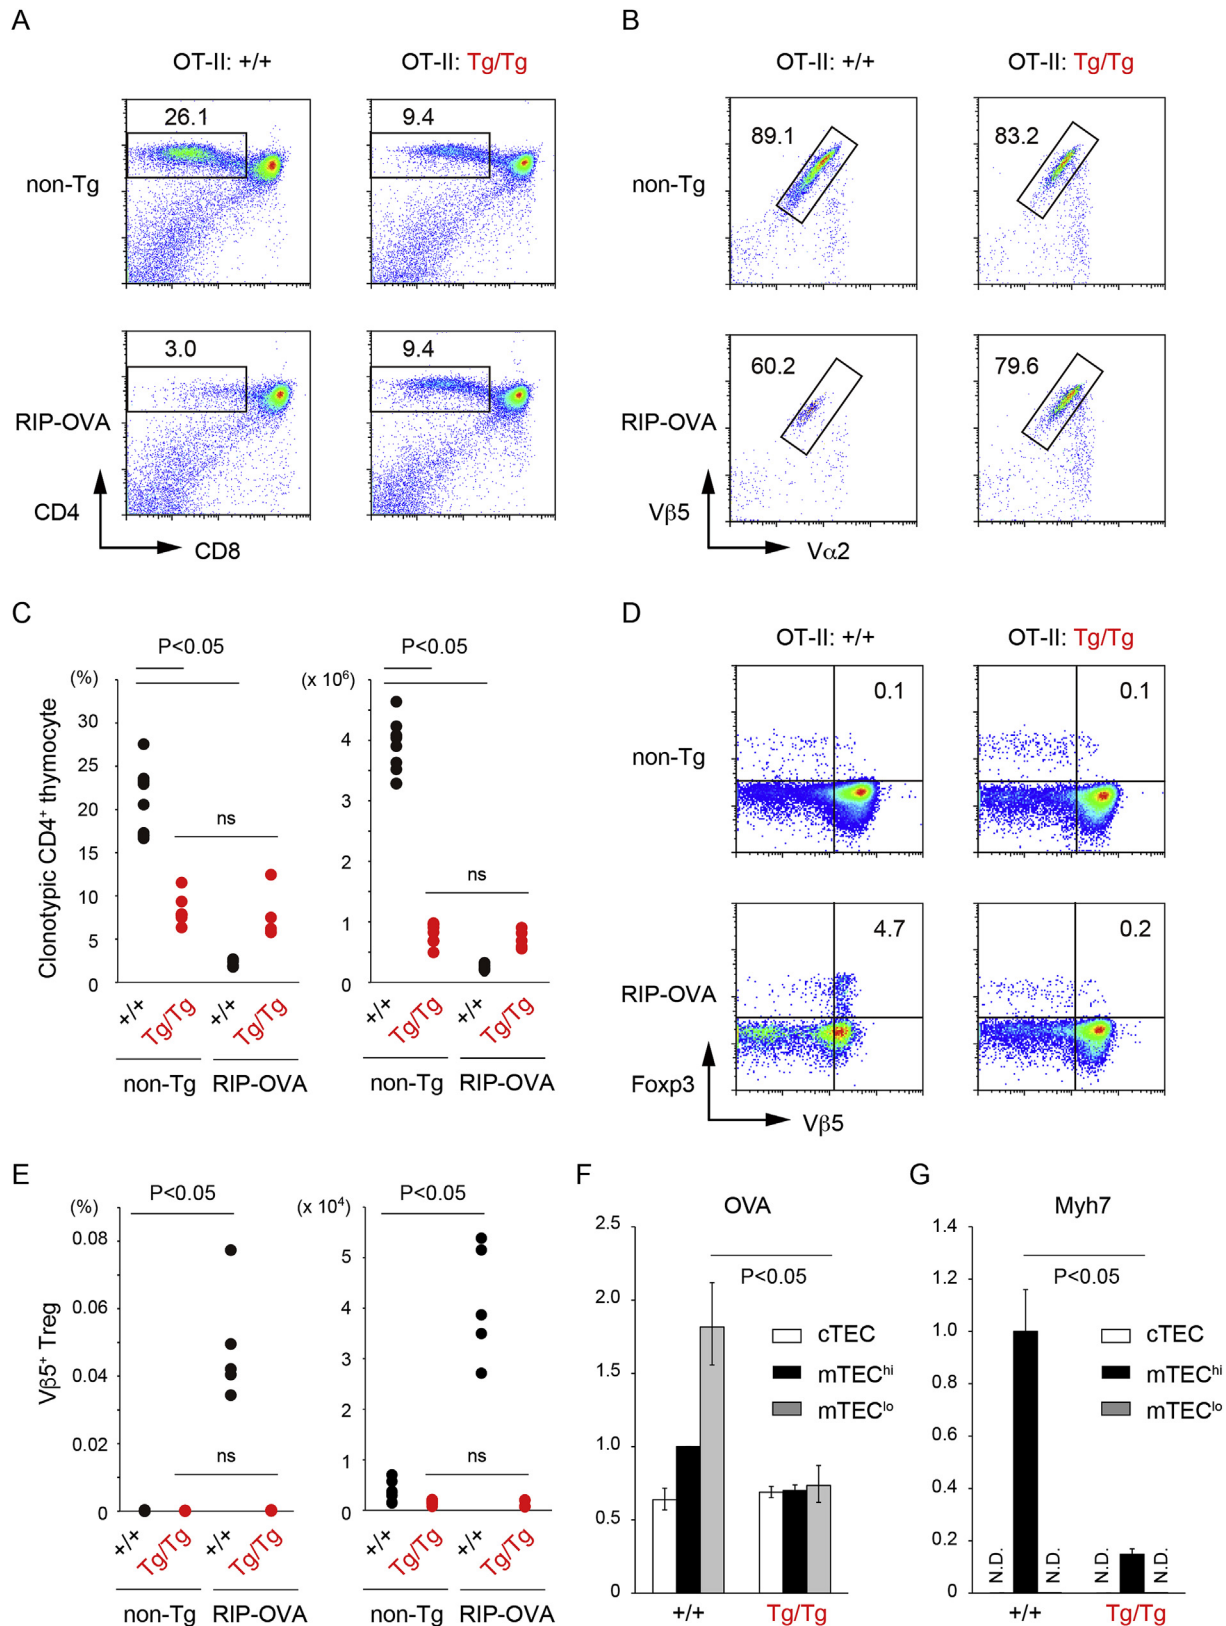 A
OT-II: +/+
OT-II: Tg/Tg
non-Tg
26.1
9.4
RIP-OVA
3.0
9.4
CD4
CD8
B
OT-II: +/+
OT-II: Tg/Tg
non-Tg
89.1
83.2
RIP-OVA
60.2
79.6
Vβ5
Vα2
C
Clonotypic CD4⁺ thymocyte
(%)
P<0.05
35
30
25
20
15
10
5
0
ns
+/+
Tg/Tg
+/+
Tg/Tg
non-Tg
RIP-OVA
(x 10⁶)
P<0.05
4
3
2
1
0
ns
+/+
Tg/Tg
+/+
Tg/Tg
non-Tg
RIP-OVA
D
OT-II: +/+
OT-II: Tg/Tg
non-Tg
0.1
0.1
RIP-OVA
4.7
0.2
Foxp3
Vβ5
E
Vβ5⁺ Treg
(%)
P<0.05
0.08
0.06
0.04
0.02
0
ns
+/+
Tg/Tg
+/+
Tg/Tg
non-Tg
RIP-OVA
(x 10⁴)
P<0.05
5
4
3
2
1
0
ns
+/+
Tg/Tg
+/+
Tg/Tg
non-Tg
RIP-OVA
F
OVA
2.5
2.0
1.5
1.0
0.5
0
P<0.05
cTEC
mTECʰⁱ
mTECˡᵒ
+/+
Tg/Tg
G
Myh7
1.4
1.2
1.0
0.8
0.6
0.4
0.2
0
P<0.05
cTEC
mTECʰⁱ
mTECˡᵒ
N.D.
N.D.
N.D.
N.D.
+/+
Tg/Tg